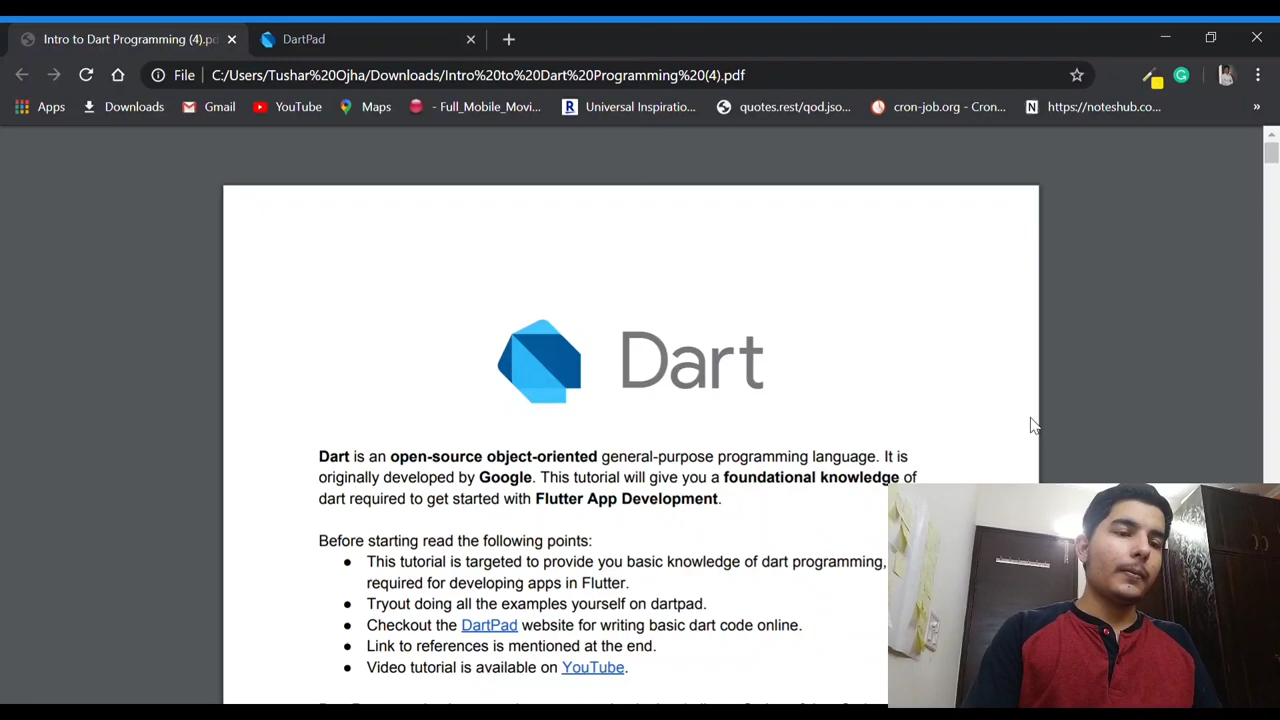 Intro to Dart Programming (4).pd
DartPad
File
C:/Users/Tushar%20Ojha/Downloads/Intro%20to%20Dart%20Programming%20(4).pdf
Apps
Downloads
Gmail
YouTube
Maps
- Full_Mobile_Movi...
Universal Inspiratio...
quotes.rest/qod.jso...
cron-job.org - Cron...
https://noteshub.co...
»
Dart
Dart is an open-source object-oriented general-purpose programming language. It is
originally developed by Google. This tutorial will give you a foundational knowledge of
dart required to get started with Flutter App Development.
Before starting read the following points:
● This tutorial is targeted to provide you basic knowledge of dart programming,
required for developing apps in Flutter.
● Tryout doing all the examples yourself on dartpad.
● Checkout the DartPad website for writing basic dart code online.
● Link to references is mentioned at the end.
● Video tutorial is available on YouTube.